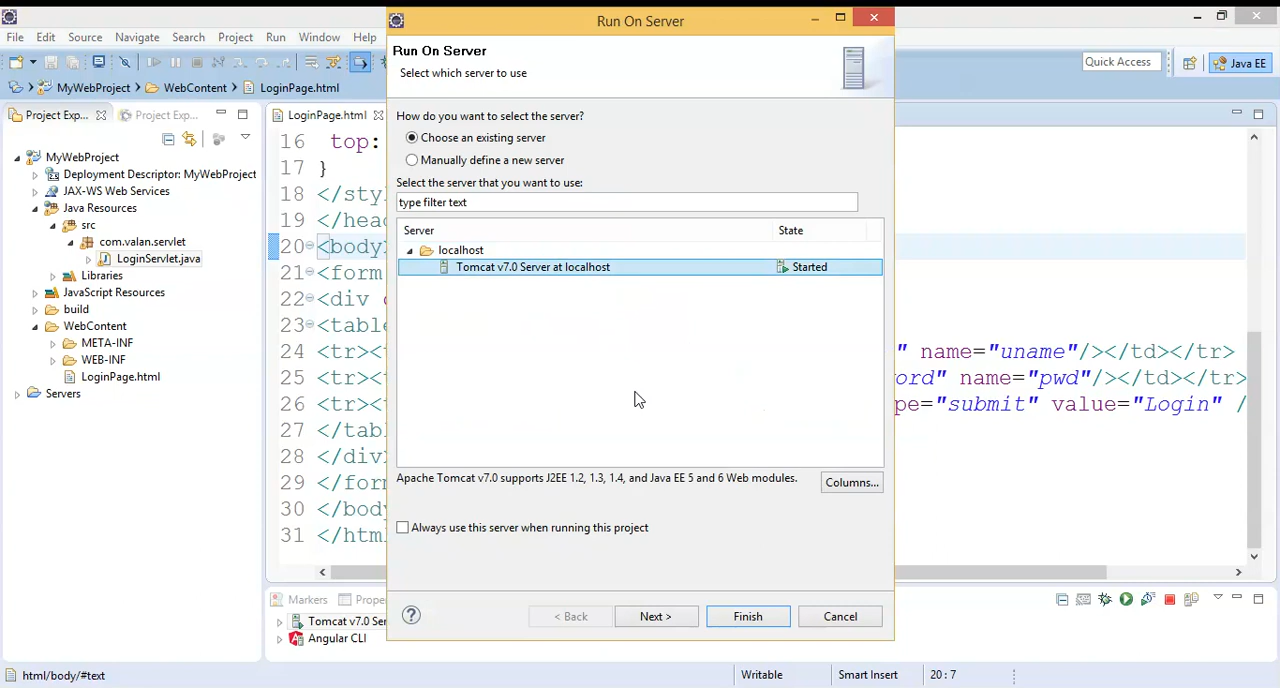 Run On Server
File Edit Source Navigate Search Project Run Window Help
Quick Access
Java EE
MyWebProject WebContent LoginPage.html
Project Exp...
Project Exp...
MyWebProject
Deployment Descriptor: MyWebProject
JAX-WS Web Services
Java Resources
src
com.valan.servlet
LoginServlet.java
Libraries
JavaScript Resources
build
WebContent
META-INF
WEB-INF
LoginPage.html
Servers
LoginPage.html
16 top:
17 }
18 </styl
19 </head
20 <body
21 <form
22 <div
23 <table
24 <tr><t " name="uname"/></td></tr>
25 <tr><t ord" name="pwd"/></td></tr>
26 <tr><t pe="submit" value="Login" /
27 </tabl
28 </div
29 </form
30 </body
31 </html
Run On Server
Select which server to use
How do you want to select the server?
Choose an existing server
Manually define a new server
Select the server that you want to use:
type filter text
Server State
localhost
Tomcat v7.0 Server at localhost Started
Apache Tomcat v7.0 supports J2EE 1.2, 1.3, 1.4, and Java EE 5 and 6 Web modules.
Columns...
Always use this server when running this project
? < Back Next > Finish Cancel
Markers Prope
Tomcat v7.0 Ser
Angular CLI
html/body/#text Writable Smart Insert 20 : 7